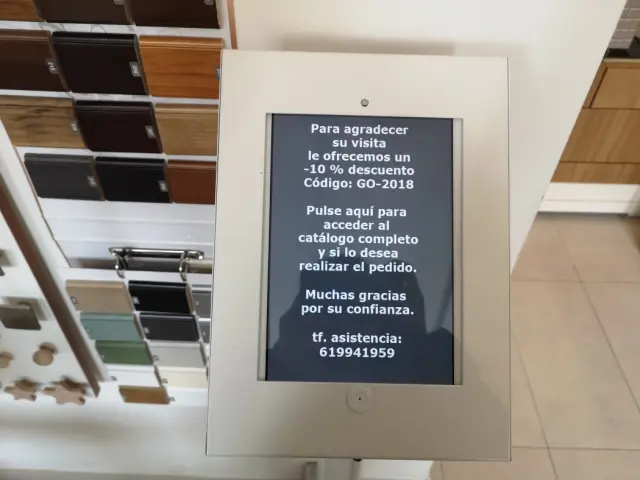 Para agradecer
su visita
le ofrecemos un
-10 % descuento
Código: GO-2018
Pulse aquí para
acceder al
catálogo completo
y si lo desea
realizar el pedido.
Muchas gracias
por su confianza.
tf. asistencia:
619941959